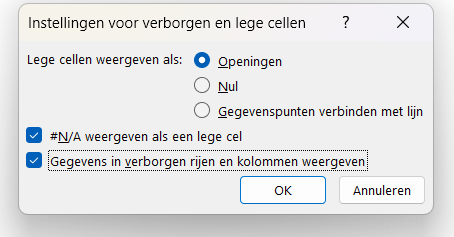 Instellingen voor verborgen en lege cellen ?
Lege cellen weergeven als: Openingen
Nul
Gegevenspunten verbinden met lijn
#N/A weergeven als een lege cel
Gegevens in verborgen rijen en kolommen weergeven
OK Annuleren